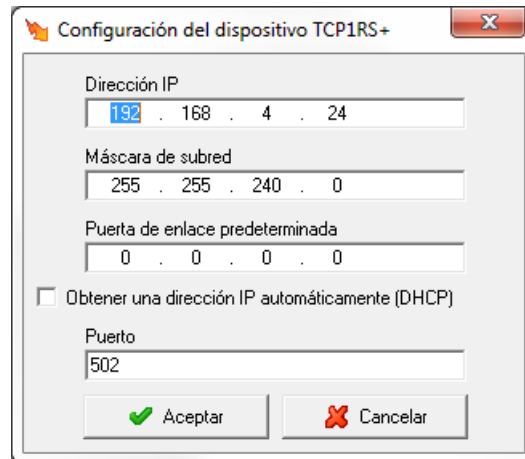 Configuración del dispositivo TCP1RS+
Dirección IP
192 . 168 . 4 . 24
Máscara de subred
255 . 255 . 240 . 0
Puerta de enlace predeterminada
0 . 0 . 0 . 0
Obtener una dirección IP automáticamente (DHCP)
Puerto
502
Aceptar Cancelar